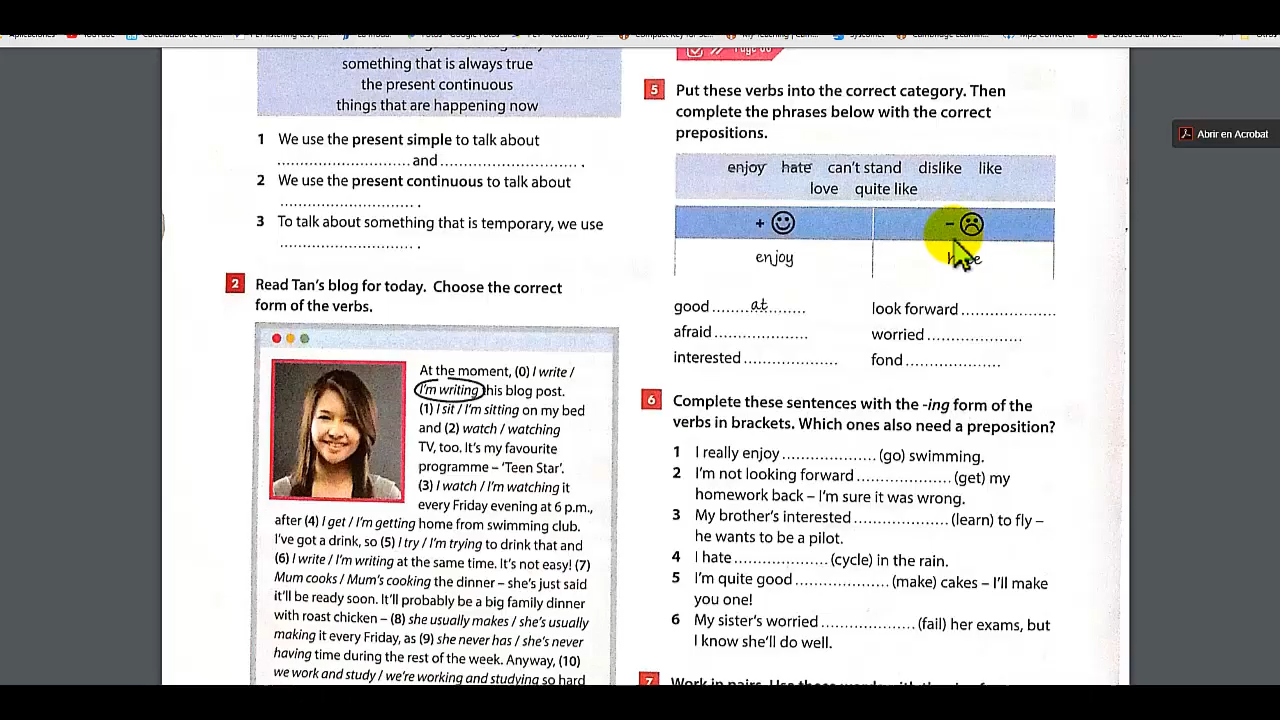 YouTube
Fotos - Google Fotos
Abrir en Acrobat
something that is always true
the present continuous
things that are happening now
1 We use the present simple to talk about
.............................. and .............................. .
2 We use the present continuous to talk about
.............................. .
3 To talk about something that is temporary, we use
.............................. .
2 Read Tan's blog for today. Choose the correct
form of the verbs.
At the moment, (0) I write /
I'm writing this blog post.
(1) I sit / I'm sitting on my bed
and (2) watch / watching
TV, too. It's my favourite
programme – 'Teen Star'.
(3) I watch / I'm watching it
every Friday evening at 6 p.m.,
after (4) I get / I'm getting home from swimming club.
I've got a drink, so (5) I try / I'm trying to drink that and
(6) I write / I'm writing at the same time. It's not easy! (7)
Mum cooks / Mum's cooking the dinner – she's just said
it'll be ready soon. It'll probably be a big family dinner
with roast chicken – (8) she usually makes / she's usually
making it every Friday, as (9) she never has / she's never
having time during the rest of the week. Anyway, (10)
we work and study / we're working and studying so hard
Page 80
5 Put these verbs into the correct category. Then
complete the phrases below with the correct
prepositions.
enjoy hate can't stand dislike like
love quite like
+ -
enjoy
good ........at........ look forward ....................
afraid .................... worried ....................
interested .................... fond ....................
6 Complete these sentences with the -ing form of the
verbs in brackets. Which ones also need a preposition?
1 I really enjoy .................... (go) swimming.
2 I'm not looking forward .................... (get) my
homework back – I'm sure it was wrong.
3 My brother's interested .................... (learn) to fly –
he wants to be a pilot.
4 I hate .................... (cycle) in the rain.
5 I'm quite good .................... (make) cakes – I'll make
you one!
6 My sister's worried .................... (fail) her exams, but
I know she'll do well.
7